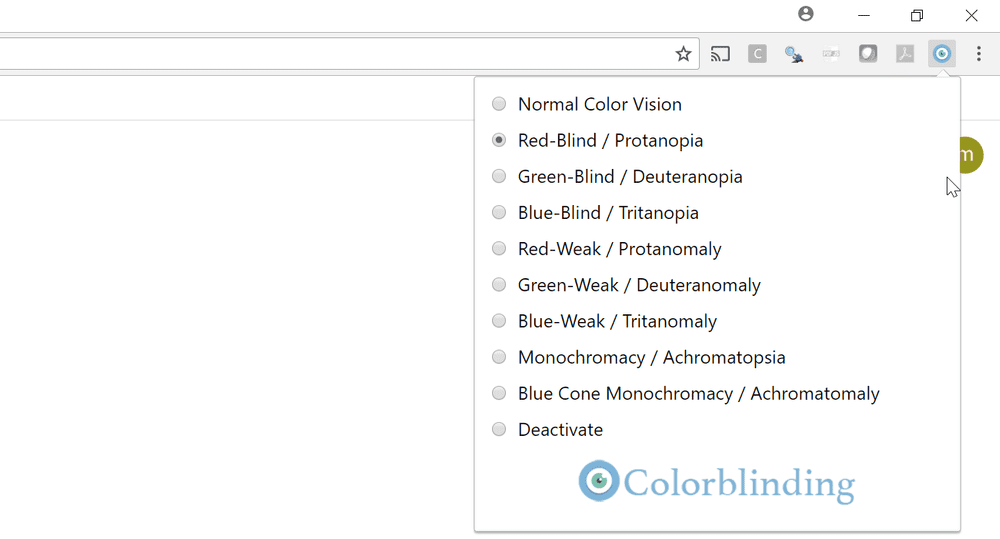 C
Normal Color Vision
Red-Blind / Protanopia
m
Green-Blind / Deuteranopia
Blue-Blind / Tritanopia
Red-Weak / Protanomaly
Green-Weak / Deuteranomaly
Blue-Weak / Tritanomaly
Monochromacy / Achromatopsia
Blue Cone Monochromacy / Achromatomaly
Deactivate
Colorblinding